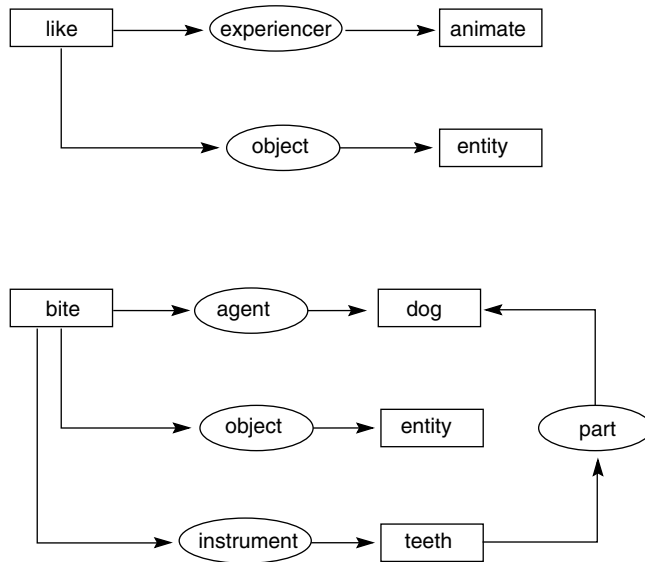 like experiencer animate
object entity
bite agent dog
object entity part
instrument teeth